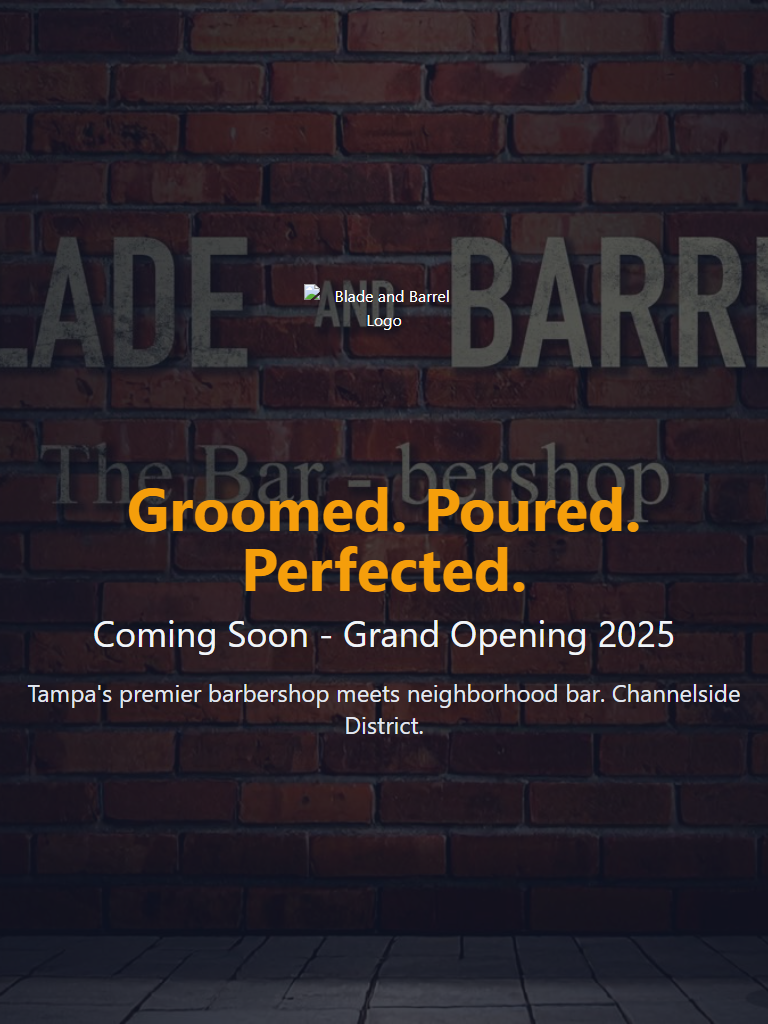 LADE AND BARRE
Blade and Barrel
Logo
The Bar - bershop
Groomed. Poured.
Perfected.
Coming Soon - Grand Opening 2025
Tampa's premier barbershop meets neighborhood bar. Channelside
District.